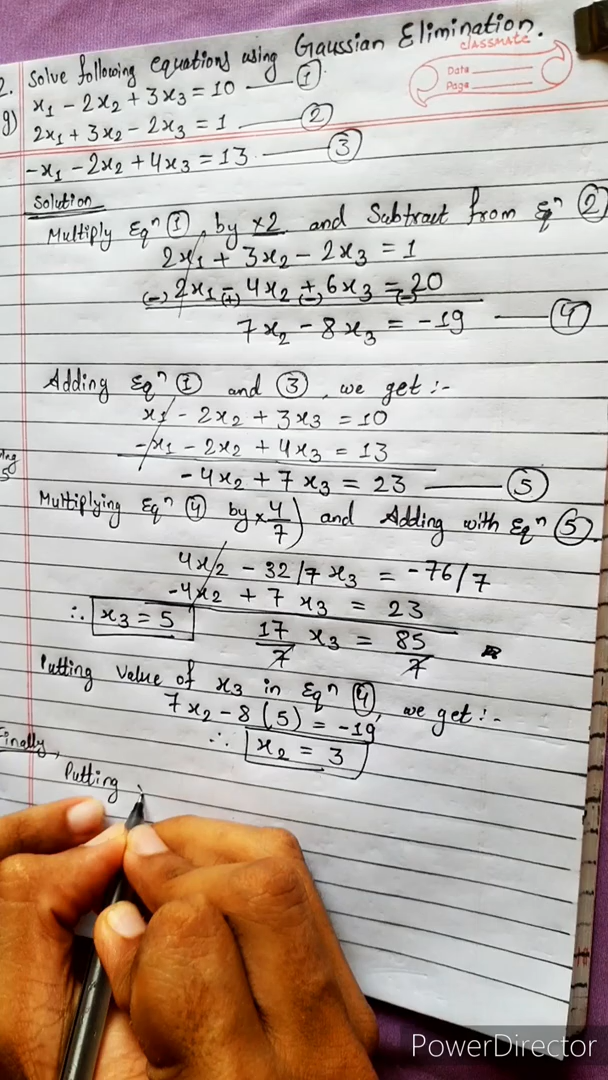 2. Solve following equations using Gaussian Elimination.
CLASSMATE
Date
Page
g) x₁ - 2x₂ + 3x₃ = 10 — ①
2x₁ + 3x₂ - 2x₃ = 1 — ②
-x₁ - 2x₂ + 4x₃ = 13 — ③
Solution
Multiply Eqⁿ ① by ×2 and Subtract from Eqⁿ ②
2x₁ + 3x₂ - 2x₃ = 1
(-) 2x₁ -(+) 4x₂ +(-) 6x₃ = (-)20
7x₂ - 8x₃ = -19 — ④
Adding Eqⁿ ① and ③, we get :-
x₁ - 2x₂ + 3x₃ = 10
-x₁ - 2x₂ + 4x₃ = 13
-4x₂ + 7x₃ = 23 — ⑤
Multiplying Eqⁿ ④ by ×4/7) and Adding with Eqⁿ ⑤.
4x₂ - 32/7 x₃ = -76/7
-4x₂ + 7 x₃ = 23
∴ x₃ = 5 17/7 x₃ = 85/7
Putting Value of x₃ in Eqⁿ ④, we get :-
7x₂ - 8(5) = -19
∴ x₂ = 3
Finally,
Putting
PowerDirector